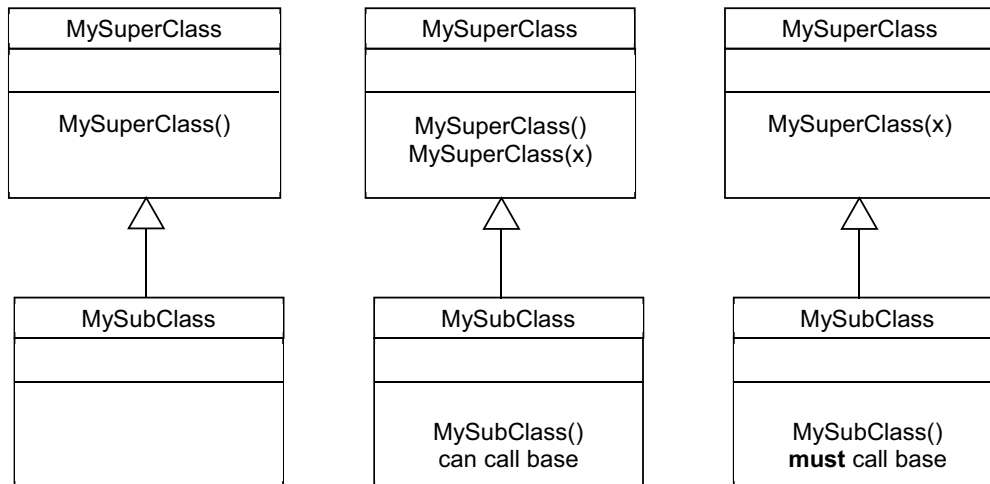 MySuperClass
MySuperClass()
MySubClass
MySuperClass
MySuperClass()
MySuperClass(x)
MySubClass
MySubClass()
can call base
MySuperClass
MySuperClass(x)
MySubClass
MySubClass()
must call base